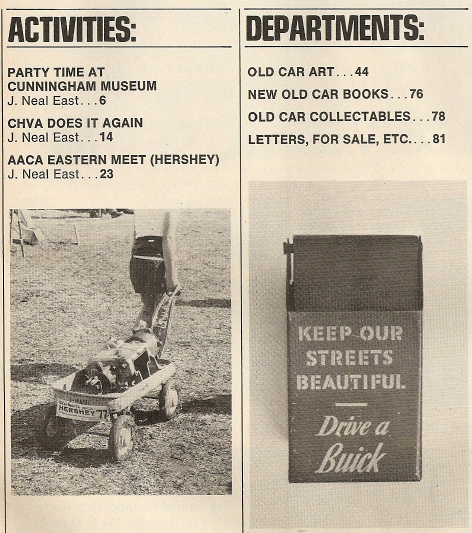 ACTIVITIES:
PARTY TIME AT
CUNNINGHAM MUSEUM
J. Neal East...6
CHVA DOES IT AGAIN
J. Neal East...14
AACA EASTERN MEET (HERSHEY)
J. Neal East...23
HERSHEY '77
DEPARTMENTS:
OLD CAR ART...44
NEW OLD CAR BOOKS...76
OLD CAR COLLECTABLES...78
LETTERS, FOR SALE, ETC....81
KEEP OUR
STREETS
BEAUTIFUL
Drive a
Buick